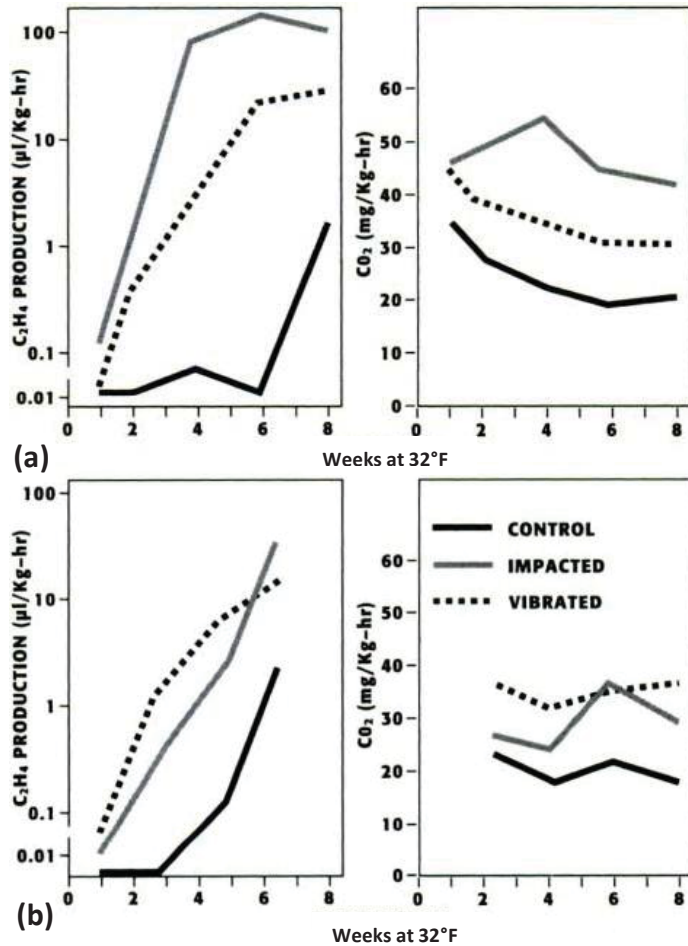 C₂H₄ PRODUCTION (µl/Kg–hr)
100
10
1
0.1
0.01
0 2 4 6 8
CO₂ (mg/Kg–hr)
60
50
40
30
20
10
0
0 2 4 6 8
(a)
Weeks at 32°F
C₂H₄ PRODUCTION (µl/Kg–hr)
100
10
1
0.1
0.01
0 2 4 6 8
CO₂ (mg/Kg–hr)
60
50
40
30
20
10
0
0 2 4 6 8
CONTROL
IMPACTED
VIBRATED
(b)
Weeks at 32°F